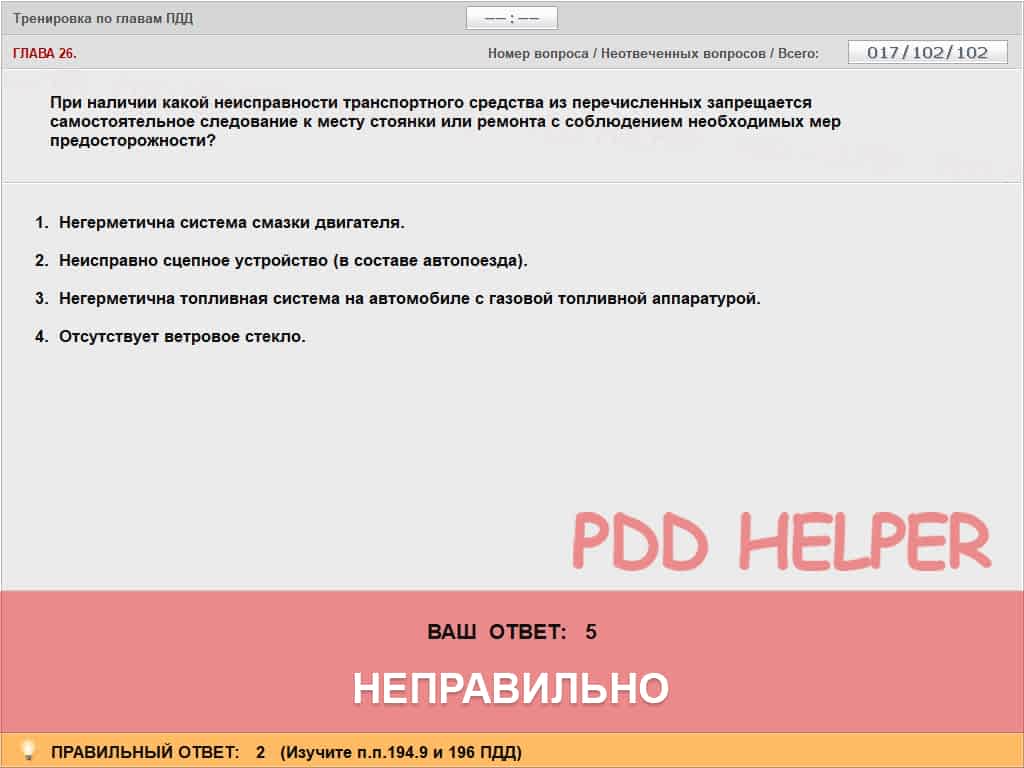 Тренировка по главам ПДД
—— : ——
ГЛАВА 26.
Номер вопроса / Неотвеченных вопросов / Всего:
017/102/102
При наличии какой неисправности транспортного средства из перечисленных запрещается
самостоятельное следование к месту стоянки или ремонта с соблюдением необходимых мер
предосторожности?
1. Негерметична система смазки двигателя.
2. Неисправно сцепное устройство (в составе автопоезда).
3. Негерметична топливная система на автомобиле с газовой топливной аппаратурой.
4. Отсутствует ветровое стекло.
PDD HELPER
ВАШ ОТВЕТ: 5
НЕПРАВИЛЬНО
ПРАВИЛЬНЫЙ ОТВЕТ: 2 (Изучите п.п.194.9 и 196 ПДД)